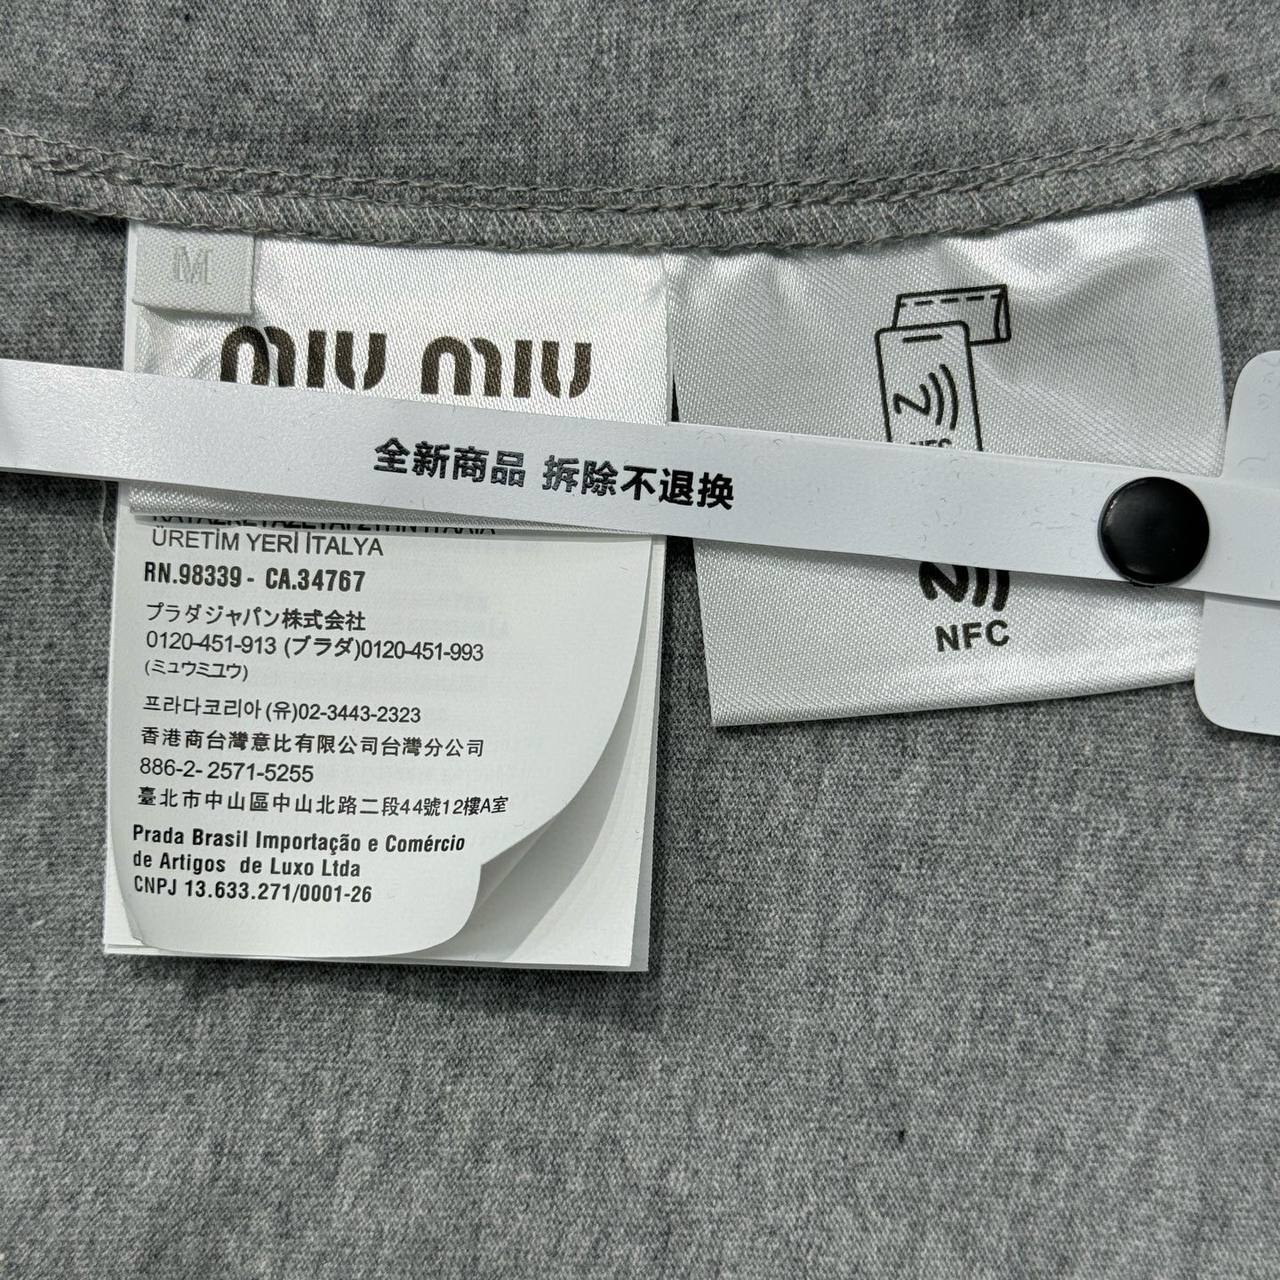 M
miu miu
全新商品 拆除不退换
ÜRETİM YERİ İTALYA
RN.98339 - CA.34767
プラダジャパン株式会社
0120-451-913 (プラダ)0120-451-993
(ミュウミユウ)
프라다코리아(유)02-3443-2323
香港商台灣意比有限公司台灣分公司
886-2-2571-5255
臺北市中山區中山北路二段44號12樓A室
Prada Brasil Importação e Comércio
de Artigos de Luxo Ltda
CNPJ 13.633.271/0001-26
NFC
NFC